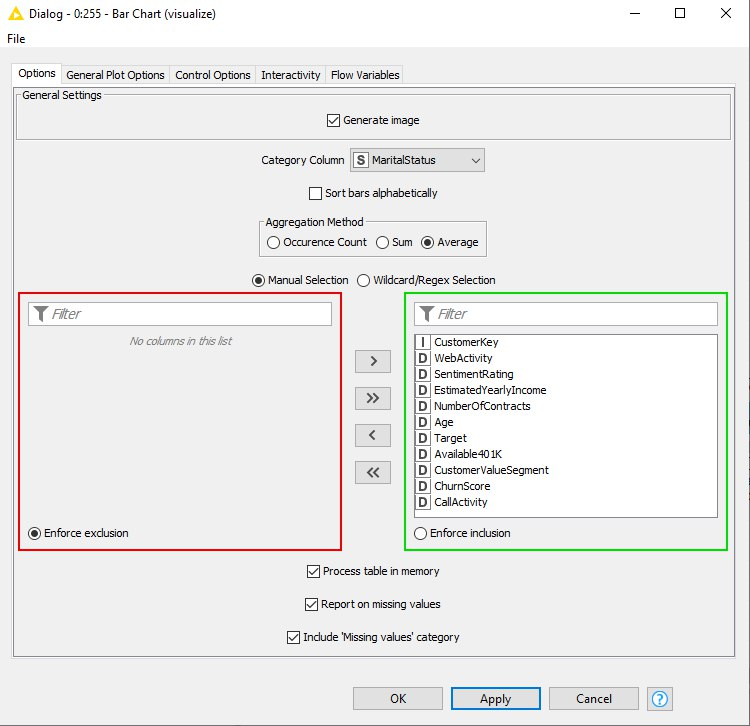 Dialog - 0:255 - Bar Chart (visualize)
File
Options General Plot Options Control Options Interactivity Flow Variables
General Settings
Generate image
Category Column S MaritalStatus
Sort bars alphabetically
Aggregation Method
Occurence Count Sum Average
Manual Selection Wildcard/Regex Selection
Filter
No columns in this list
Enforce exclusion
>
>>
<
<<
Filter
I CustomerKey
D WebActivity
D SentimentRating
D EstimatedYearlyIncome
D NumberOfContracts
D Age
D Target
D Available401K
D CustomerValueSegment
D ChurnScore
D CallActivity
Enforce inclusion
Process table in memory
Report on missing values
Include 'Missing values' category
OK Apply Cancel ?